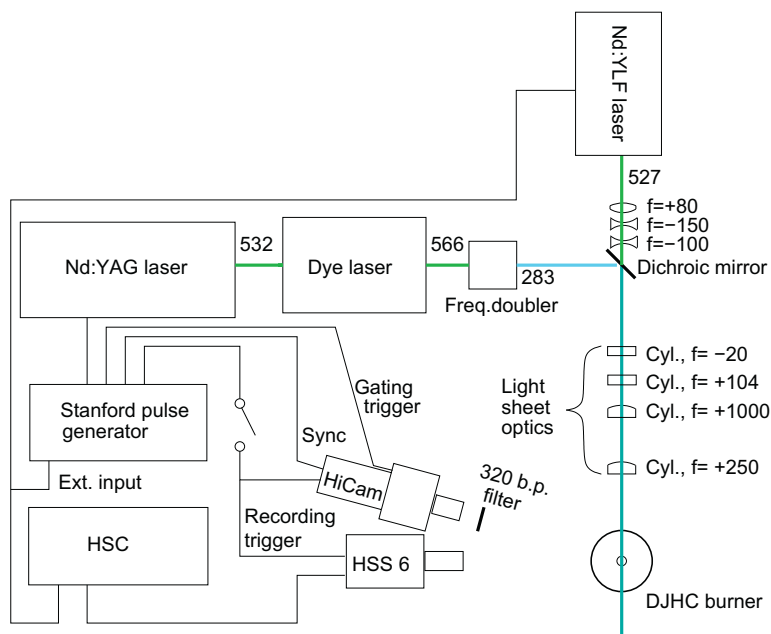 Nd:YLF laser
527
f=+80
f=−150
f=−100
Nd:YAG laser
532
Dye laser
566
283
Freq.doubler
Dichroic mirror
Cyl., f= −20
Cyl., f= +104
Cyl., f= +1000
Cyl., f= +250
Light
sheet
optics
Gating
trigger
Stanford pulse
generator
Sync
Ext. input
HiCam
320 b.p.
filter
Recording
trigger
HSC
HSS 6
DJHC burner